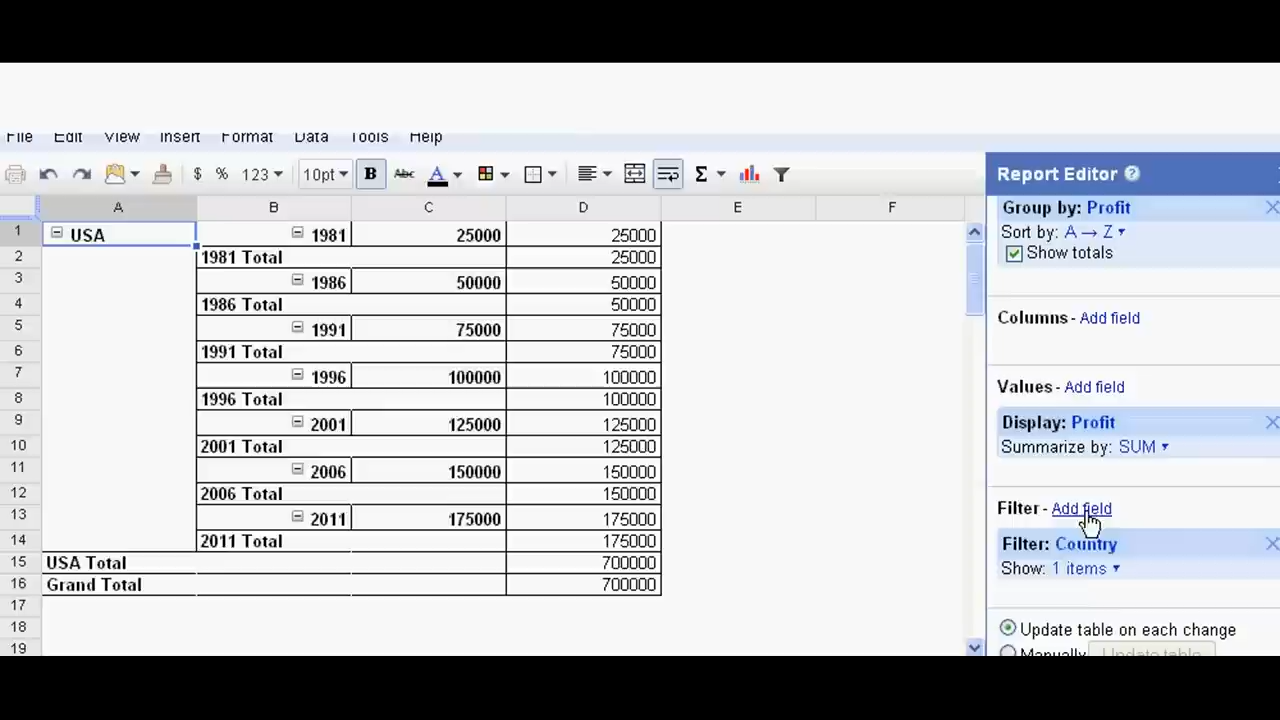 File Edit View Insert Format Data Tools Help
$ % 123 10pt B Abc A Σ
Report Editor ?
A B C D E F
Group by: Profit
Sort by: A → Z
Show totals
Columns - Add field
Values - Add field
Display: Profit
Summarize by: SUM
Filter - Add field
Filter: Country
Show: 1 items
Update table on each change
Manually Update table
1 USA 1981 25000 25000
2 1981 Total 25000
3 1986 50000 50000
4 1986 Total 50000
5 1991 75000 75000
6 1991 Total 75000
7 1996 100000 100000
8 1996 Total 100000
9 2001 125000 125000
10 2001 Total 125000
11 2006 150000 150000
12 2006 Total 150000
13 2011 175000 175000
14 2011 Total 175000
15 USA Total 700000
16 Grand Total 700000
17
18
19